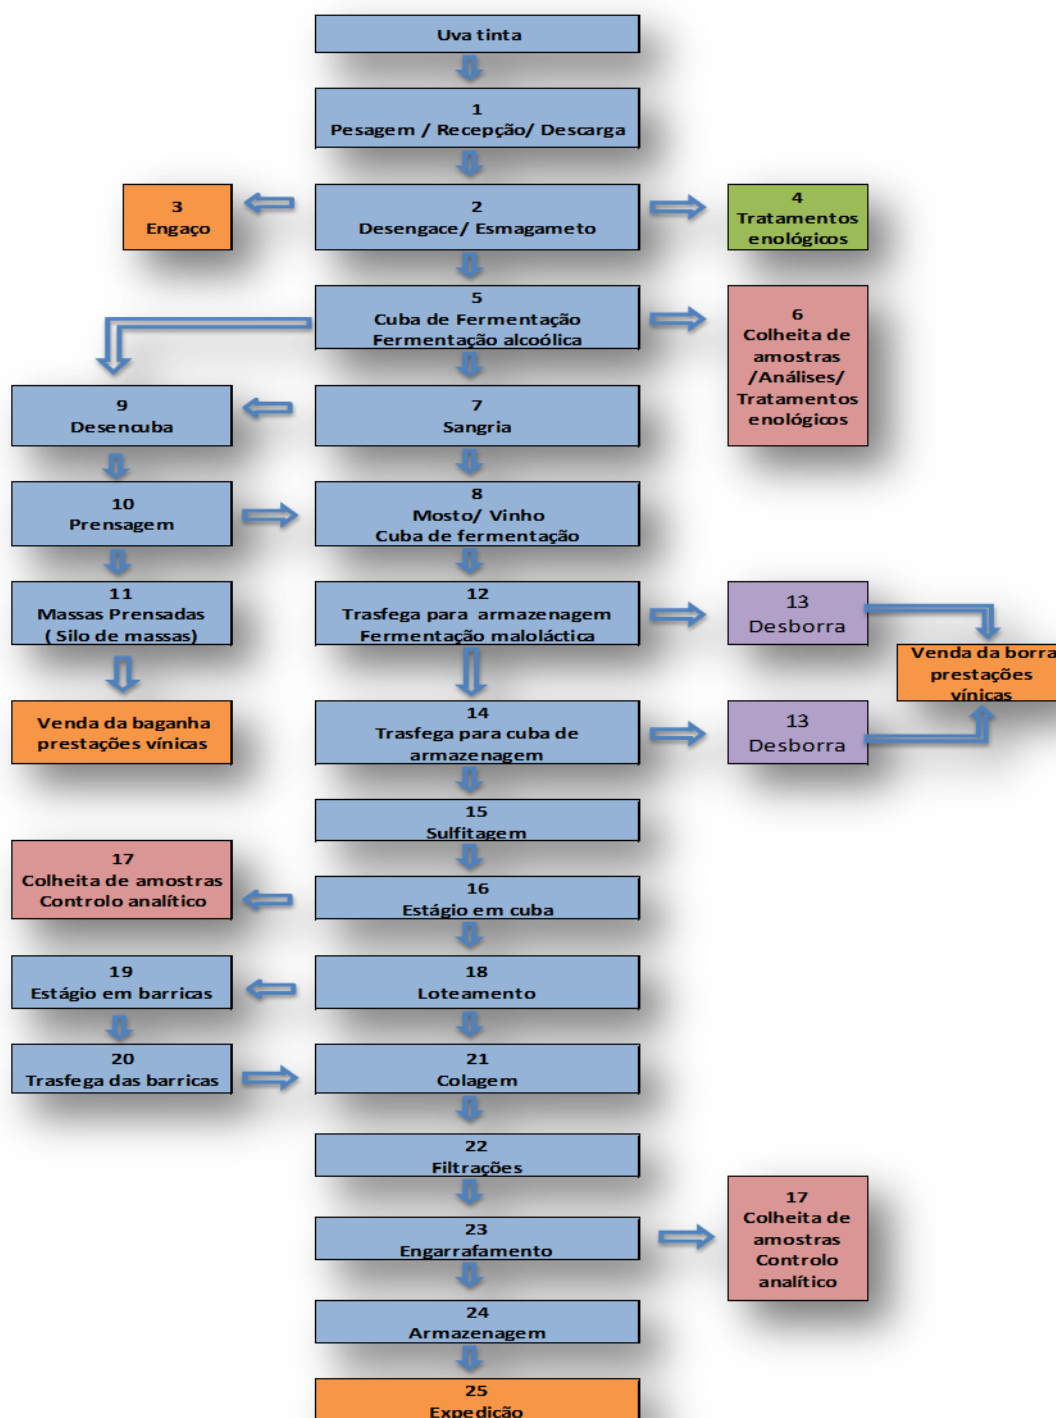 Uva tinta
1
Pesagem / Recepção/ Descarga
3
Engaço
2
Desengace/ Esmagameto
4
Tratamentos
enológicos
5
Cuba de Fermentação
Fermentação alcoólica
6
Colheita de
amostras
/Análises/
Tratamentos
enológicos
9
Desencuba
7
Sangria
10
Prensagem
8
Mosto/ Vinho
Cuba de fermentação
11
Massas Prensadas
( Silo de massas)
12
Trasfega para armazenagem
Fermentação maloláctica
13
Desborra
Venda da borra
prestações
vínicas
Venda da baganha
prestações vínicas
14
Trasfega para cuba de
armazenagem
13
Desborra
15
Sulfitagem
17
Colheita de amostras
Controlo analítico
16
Estágio em cuba
19
Estágio em barricas
18
Loteamento
20
Trasfega das barricas
21
Colagem
22
Filtrações
23
Engarrafamento
17
Colheita de
amostras
Controlo
analítico
24
Armazenagem
25
Expedição